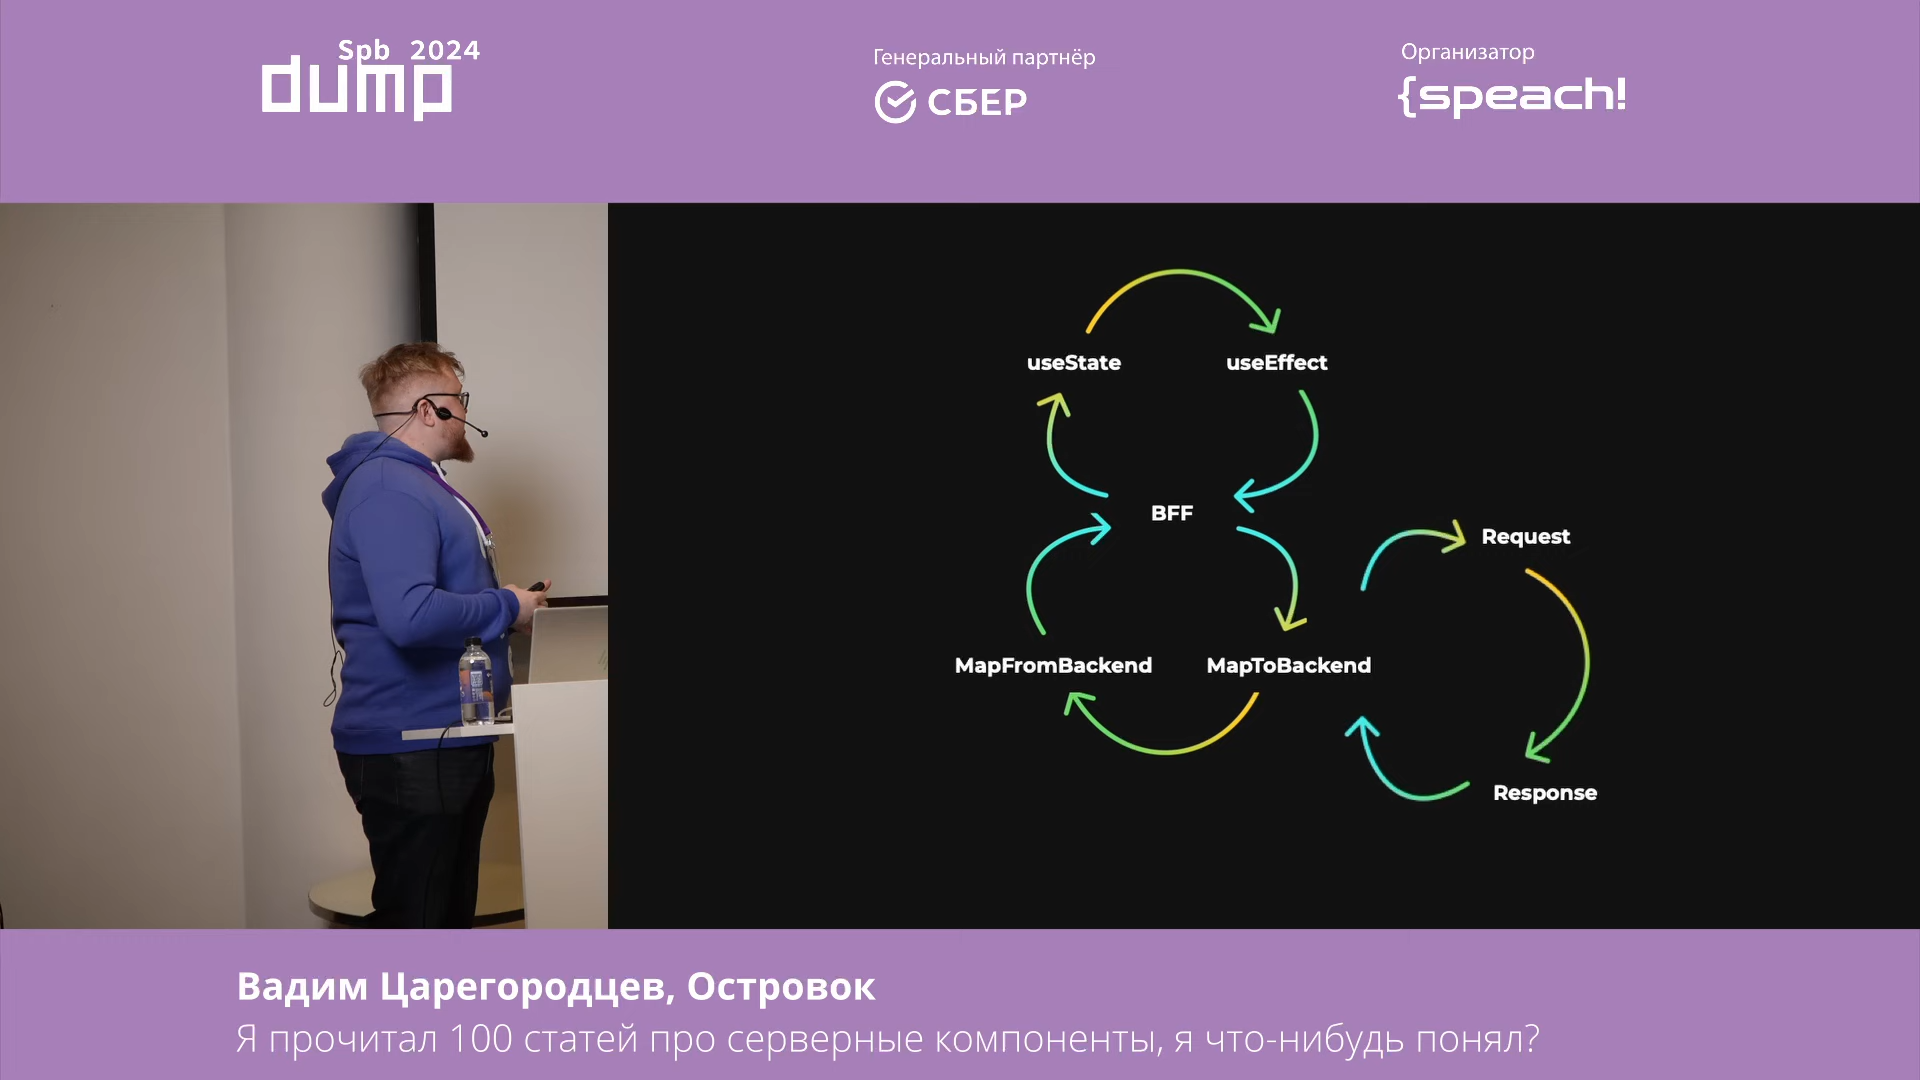 Spb 2024
dump
Генеральный партнёр
СБЕР
Организатор
{speach!
useState
useEffect
BFF
Request
MapFromBackend
MapToBackend
Response
Вадим Царегородцев, Островок
Я прочитал 100 статей про серверные компоненты, я что-нибудь понял?